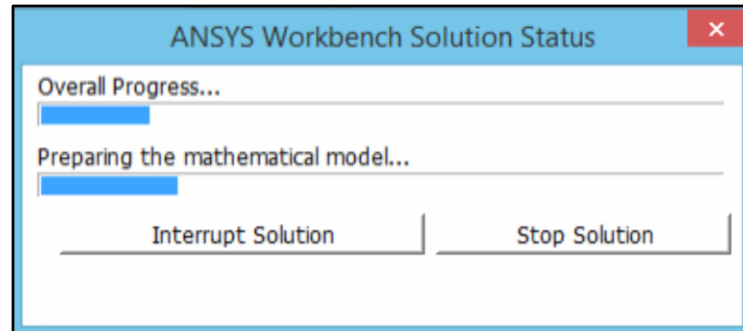 ANSYS Workbench Solution Status
Overall Progress...
Preparing the mathematical model...
Interrupt Solution Stop Solution